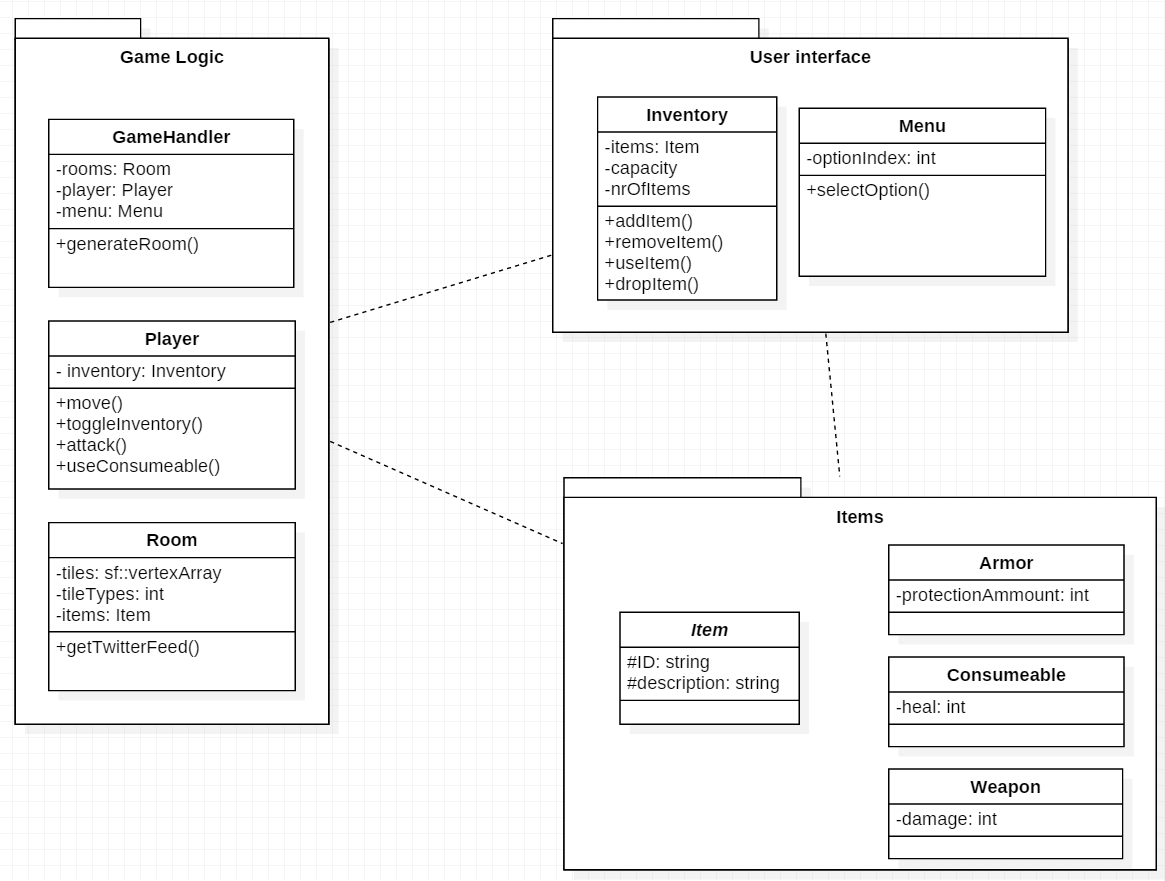 Game Logic
GameHandler
-rooms: Room
-player: Player
-menu: Menu
+generateRoom()
Player
- inventory: Inventory
+move()
+toggleInventory()
+attack()
+useConsumeable()
Room
-tiles: sf::vertexArray
-tileTypes: int
-items: Item
+getTwitterFeed()
User interface
Inventory
-items: Item
-capacity
-nrOfItems
+addItem()
+removeItem()
+useItem()
+dropItem()
Menu
-optionIndex: int
+selectOption()
Items
Item
#ID: string
#description: string
Armor
-protectionAmmount: int
Consumeable
-heal: int
Weapon
-damage: int